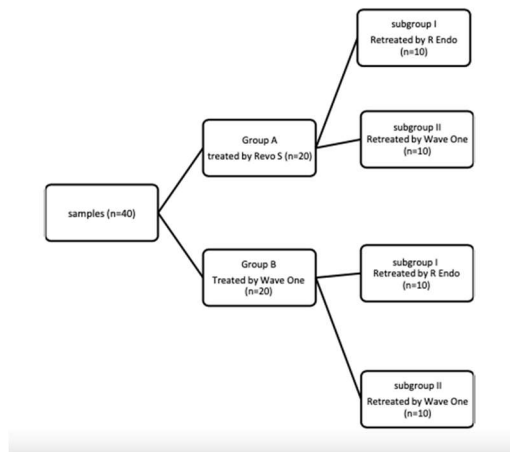 subgroup I
Retreated by R Endo
(n=10)
subgroup II
Retreated by Wave One
(n=10)
Group A
treated by Revo S (n=20)
samples (n=40)
Group B
Treated by Wave One
(n=20)
subgroup I
Retreated by R Endo
(n=10)
subgroup II
Retreated by Wave One
(n=10)